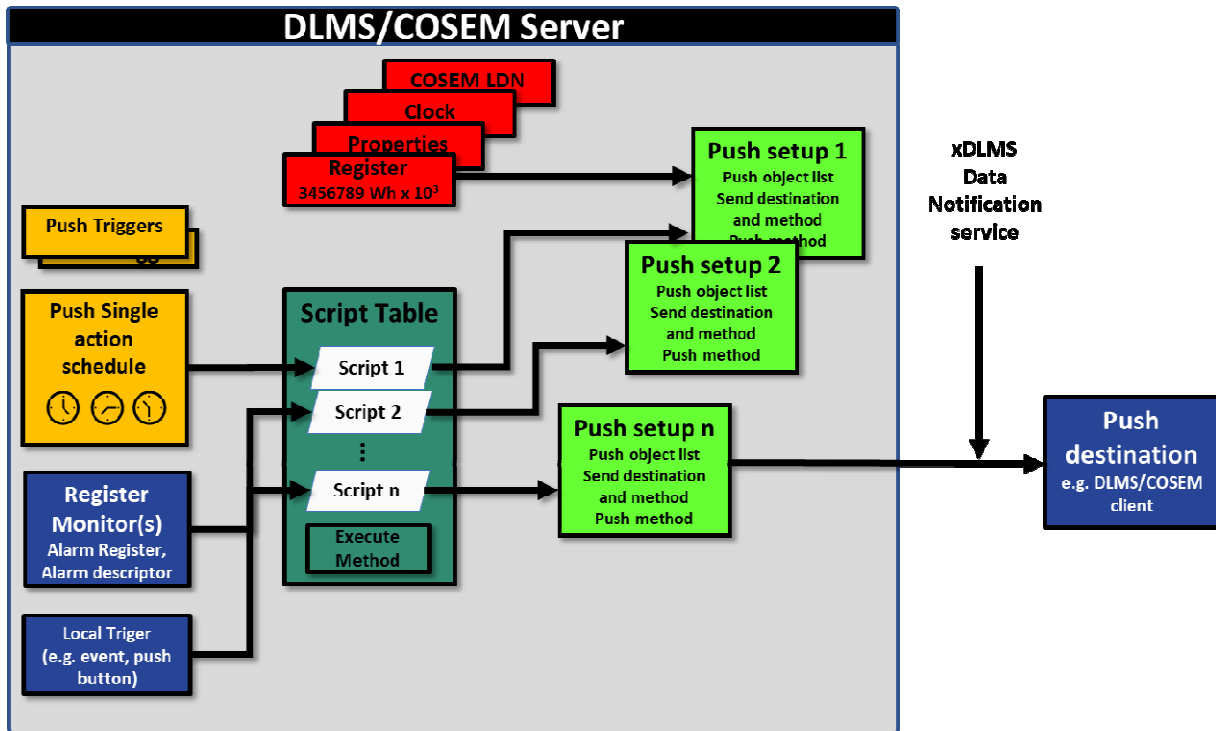 DLMS/COSEM Server
COSEM LDN
Clock
Properties
Register
3456789 Wh x 10³
Push setup 1
Push object list
Send destination
and method
Push method
Push setup 2
Push object list
Send destination
and method
Push method
xDLMS
Data
Notification
service
Push Triggers
Push Single
action
schedule
Script Table
Script 1
Script 2
⋮
Script n
Execute
Method
Push setup n
Push object list
Send destination
and method
Push method
Push
destination
e.g. DLMS/COSEM
client
Register
Monitor(s)
Alarm Register,
Alarm descriptor
Local Triger
(e.g. event, push
button)